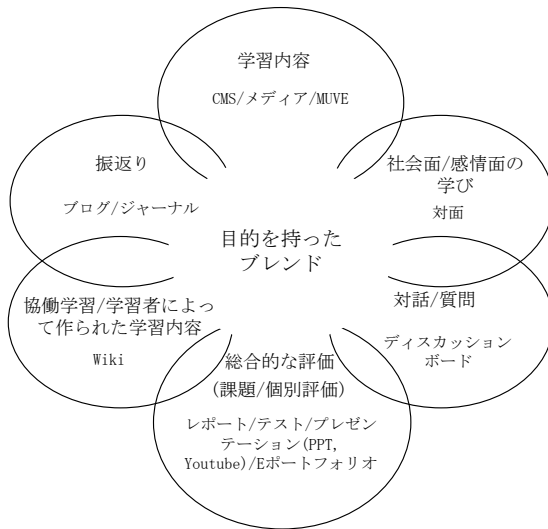 学習内容
CMS/メディア/MUVE
振返り
ブログ/ジャーナル
社会面/感情面の
学び
対面
目的を持った
ブレンド
協働学習/学習者によっ
て作られた学習内容
Wiki
対話/質問
ディスカッション
ボード
総合的な評価
(課題/個別評価)
レポート/テスト/プレゼン
テーション(PPT,
Youtube)/Eポートフォリオ